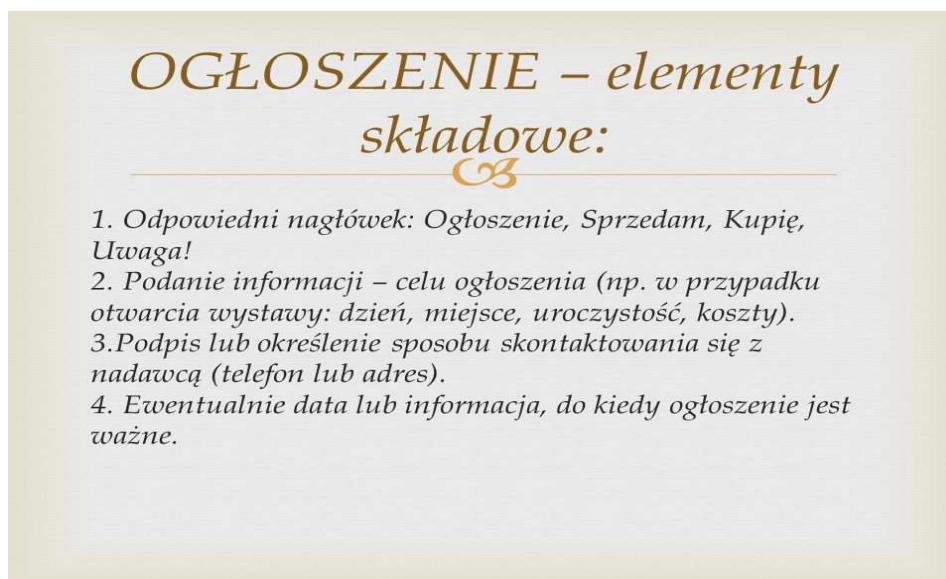 OGŁOSZENIE – elementy
składowe:
1. Odpowiedni nagłówek: Ogłoszenie, Sprzedam, Kupię,
Uwaga!
2. Podanie informacji – celu ogłoszenia (np. w przypadku
otwarcia wystawy: dzień, miejsce, uroczystość, koszty).
3.Podpis lub określenie sposobu skontaktowania się z
nadawcą (telefon lub adres).
4. Ewentualnie data lub informacja, do kiedy ogłoszenie jest
ważne.